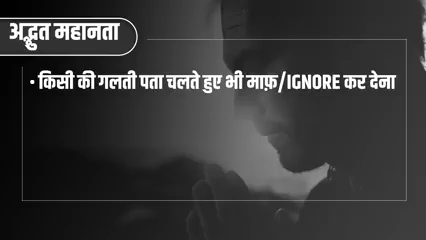 अद्भुत महानता
• किसी की गलती पता चलते हुए भी माफ़/IGNORE कर देना